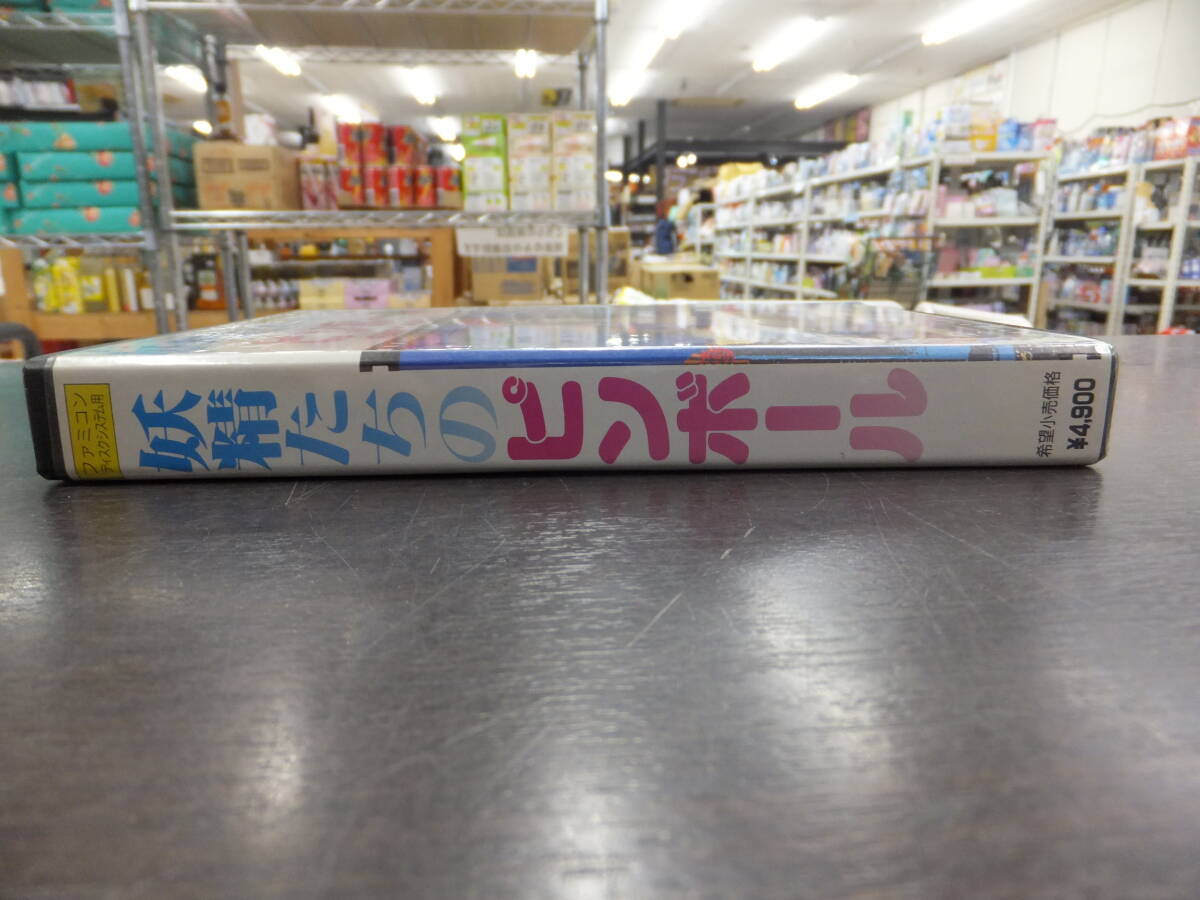 ファミコン
ディスクシステム用
妖精たちのピンボール
希望小売価格
¥4,900